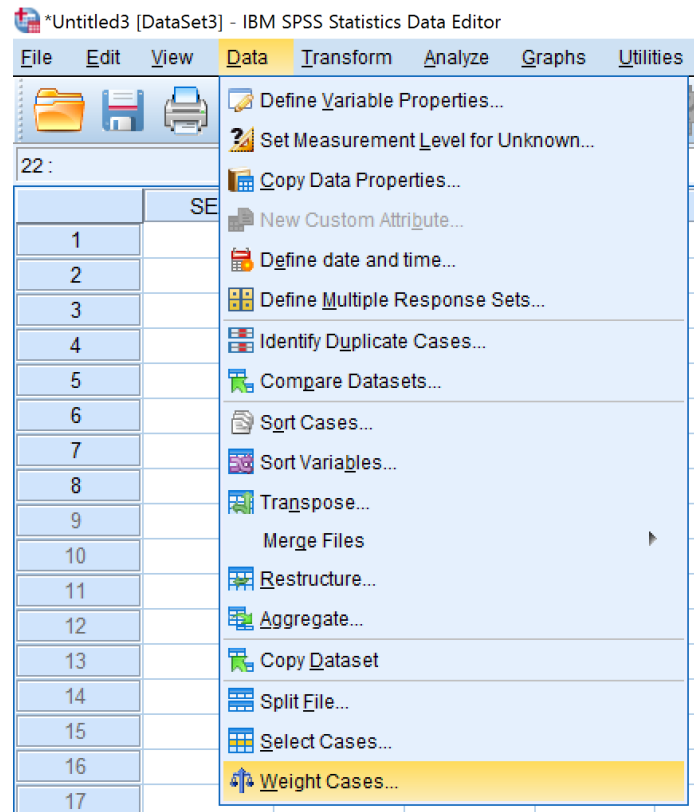 *Untitled3 [DataSet3] - IBM SPSS Statistics Data Editor
File Edit View Data Transform Analyze Graphs Utilities
Define Variable Properties...
Set Measurement Level for Unknown...
Copy Data Properties...
New Custom Attribute...
Define date and time...
Define Multiple Response Sets...
Identify Duplicate Cases...
Compare Datasets...
Sort Cases...
Sort Variables...
Transpose...
Merge Files
Restructure...
Aggregate...
Copy Dataset
Split File...
Select Cases...
Weight Cases...
22 :
SE
1
2
3
4
5
6
7
8
9
10
11
12
13
14
15
16
17